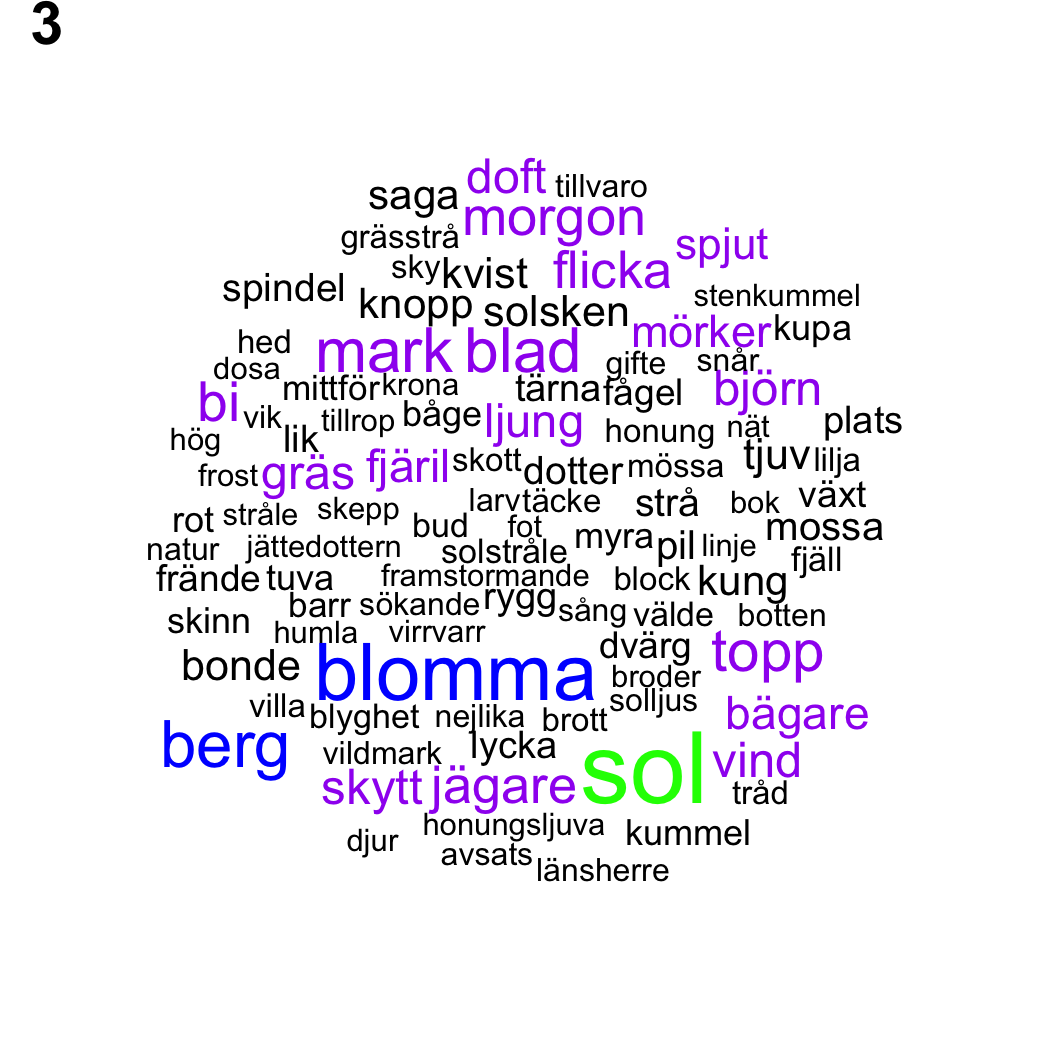 3
doft tillvaro
saga morgon
grässtrå spjut
sky kvist flicka
spindel knopp solsken stenkummel
hed mark blad mörker kupa
dosa gifte snår
bi mittför krona tärna fågel björn
vik tillrop båge ljung honung nät plats
hög lik
frost gräs fjäril skott dotter mössa tjuv lilja
larv täcke strå bok växt
rot stråle skepp bud fot myra pil linje mossa
natur jättedottern solstråle fjäll
frände tuva framstormande block kung
skinn barr sökande rygg sång välde botten
humla virrvarr
bonde blomma dvärg topp
broder
villa blyghet nejlika brott solljus bägare
berg vildmark lycka sol vind
skytt jägare tråd
djur honungsljuva kummel
avsats
länsherre